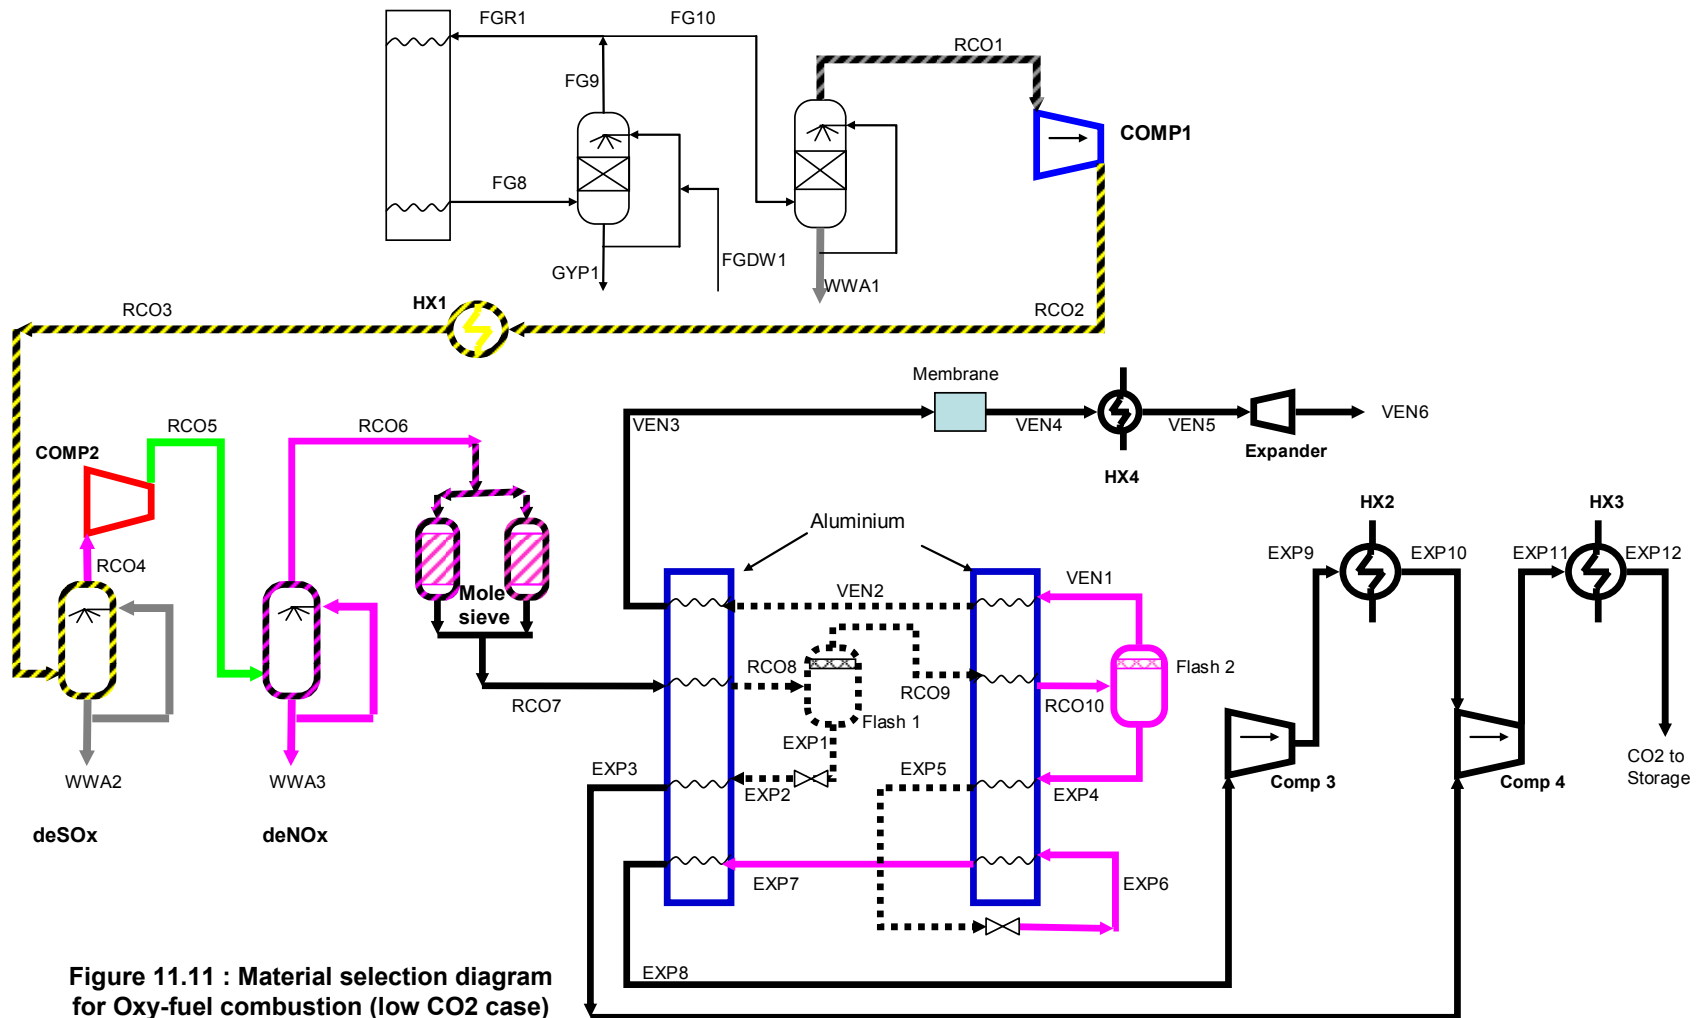 FGR1
FG10
RCO1
FG9
COMP1
FG8
GYP1
FGDW1
WWA1
RCO3
HX1
RCO2
Membrane
VEN3
VEN4
VEN5
VEN6
HX4
Expander
RCO5
RCO6
COMP2
RCO4
Mole
sieve
Aluminium
HX2
HX3
EXP9
EXP10
EXP11
EXP12
VEN2
VEN1
RCO8
RCO9
RCO10
Flash 2
RCO7
Flash 1
EXP1
EXP3
EXP2
EXP5
EXP4
Comp 3
Comp 4
CO2 to
Storage
WWA2
WWA3
deSOx
deNOx
EXP7
EXP6
EXP8
Figure 11.11 : Material selection diagram
for Oxy-fuel combustion (low CO2 case)